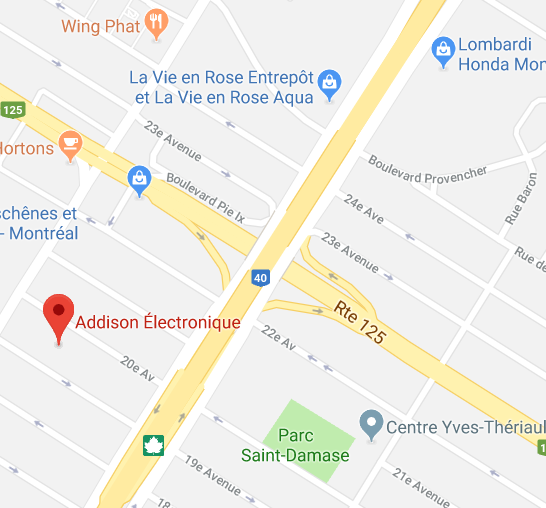 Wing Phat
Lombardi
Honda Mon
La Vie en Rose Entrepôt
et La Vie en Rose Aqua
125
23e Avenue
Hortons
Boulevard Provencher
Boulevard Pie Ix
Rue Baron
24e Ave
schênes et
- Montréal
23e Avenue
Rue de
40
Addison Électronique
Rte 125
22e Av
20e Av
Parc
Saint-Damase
Centre Yves-Thériaul
125
19e Avenue
21e Avenue
18